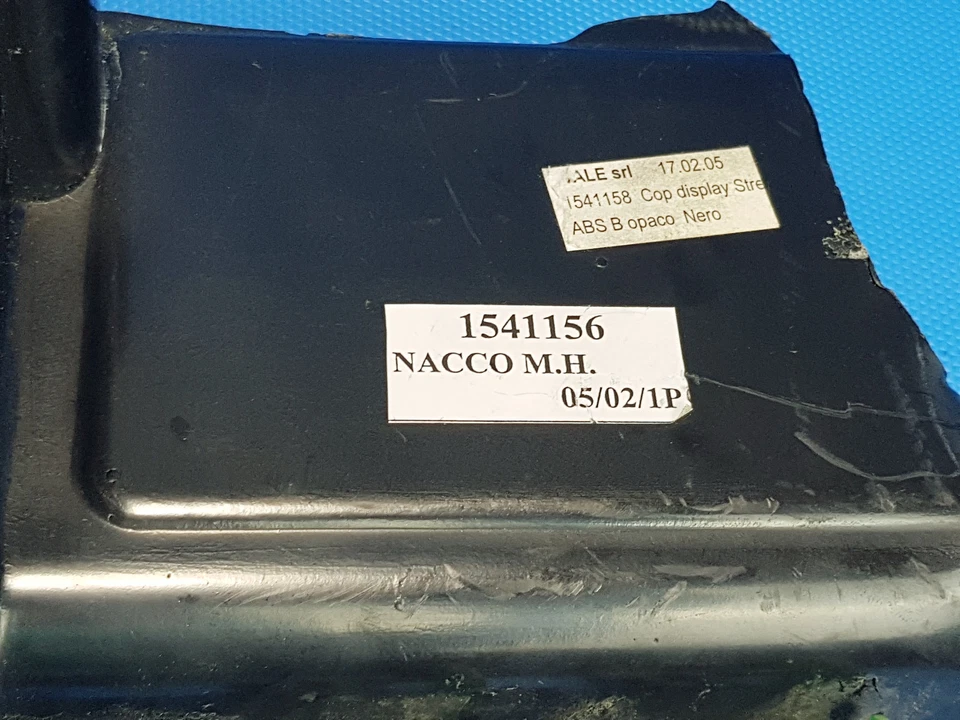 .ALE srl 17.02.05
1541158 Cop display Stre
ABS B opaco Nero
1541156
NACCO M.H.
05/02/1P